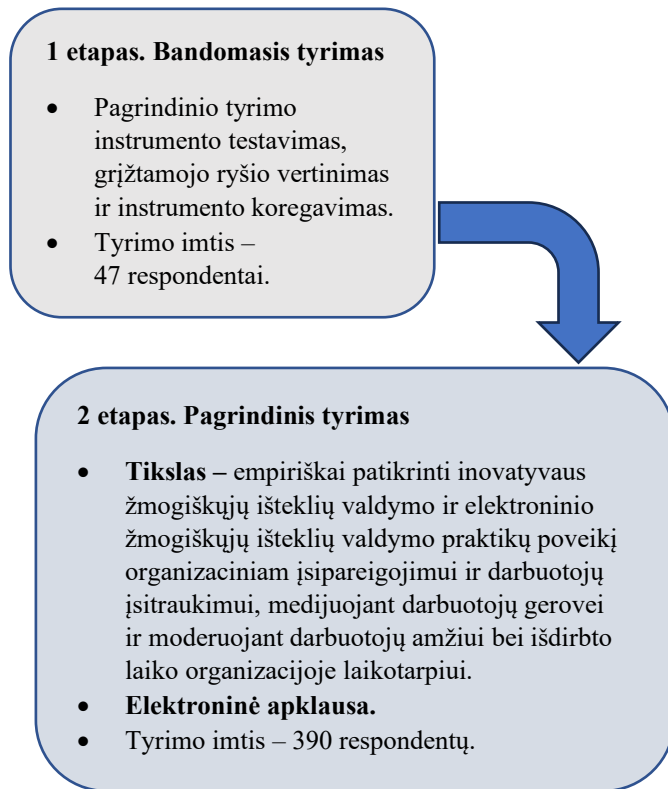 1 etapas. Bandomasis tyrimas
• Pagrindinio tyrimo
instrumento testavimas,
grįžtamojo ryšio vertinimas
ir instrumento koregavimas.
• Tyrimo imtis –
47 respondentai.
2 etapas. Pagrindinis tyrimas
• Tikslas – empiriškai patikrinti inovatyvaus
žmogiškųjų išteklių valdymo ir elektroninio
žmogiškųjų išteklių valdymo praktikų poveikį
organizaciniam įsipareigojimui ir darbuotojų
įsitraukimui, medijuojant darbuotojų gerovei
ir moderuojant darbuotojų amžiui bei išdirbto
laiko organizacijoje laikotarpiui.
• Elektroninė apklausa.
• Tyrimo imtis – 390 respondentų.